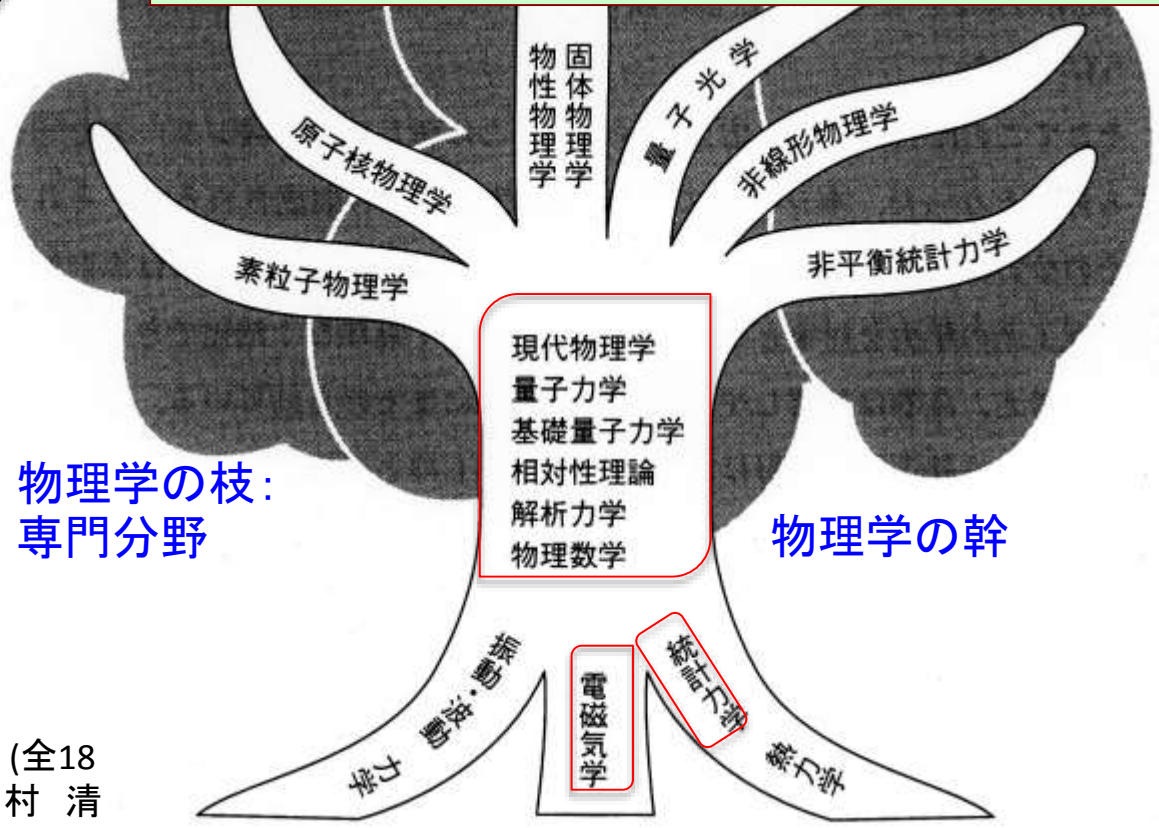 固体物理学
物性物理学
量子光学
原子核物理学
非線形物理学
素粒子物理学
非平衡統計力学
現代物理学
量子力学
基礎量子力学
相対性理論
解析力学
物理数学
物理学の枝：
専門分野
物理学の幹
振動・波動
力学
電磁気学
統計力学
熱力学
(全18
村 清